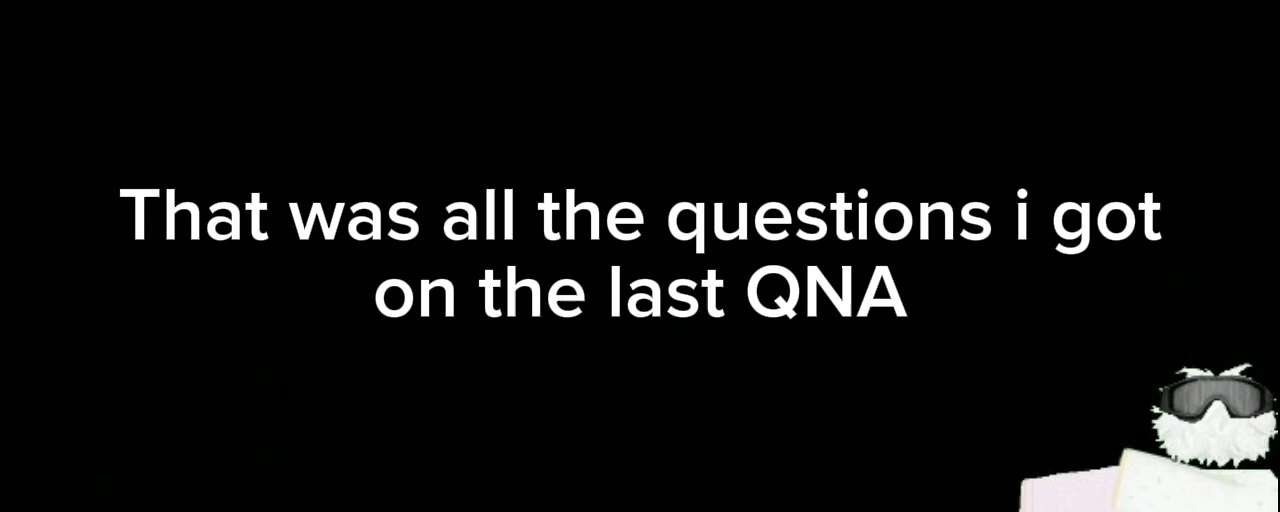 That was all the questions i got
on the last QNA